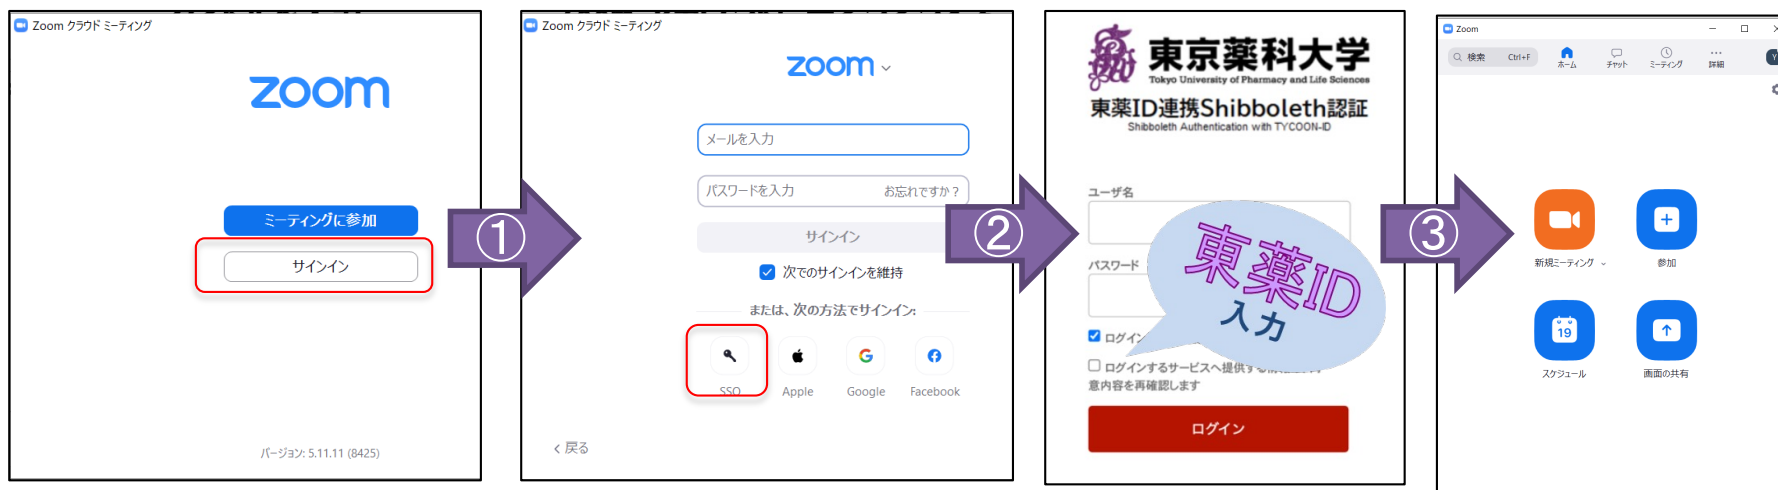 Zoom クラウド ミーティング
zoom
ミーティングに参加
サインイン
バージョン: 5.11.11 (8425)
①
Zoom クラウド ミーティング
zoom
メールを入力
パスワードを入力 お忘れですか？
サインイン
次でのサインインを維持
または、次の方法でサインイン:
SSO Apple Google Facebook
戻る
②
東京薬科大学
Tokyo University of Pharmacy and Life Sciences
東薬ID連携Shibboleth認証
Shibboleth Authentication with TYCOON-ID
ユーザ名
パスワード
東薬ID
入力
ログイン
ログインするサービスへ提供する
意内容を再確認します
ログイン
③
Zoom
検索 Ctrl+F ホーム チャット ミーティング 詳細
Y
新規ミーティング 参加
19
スケジュール 画面の共有